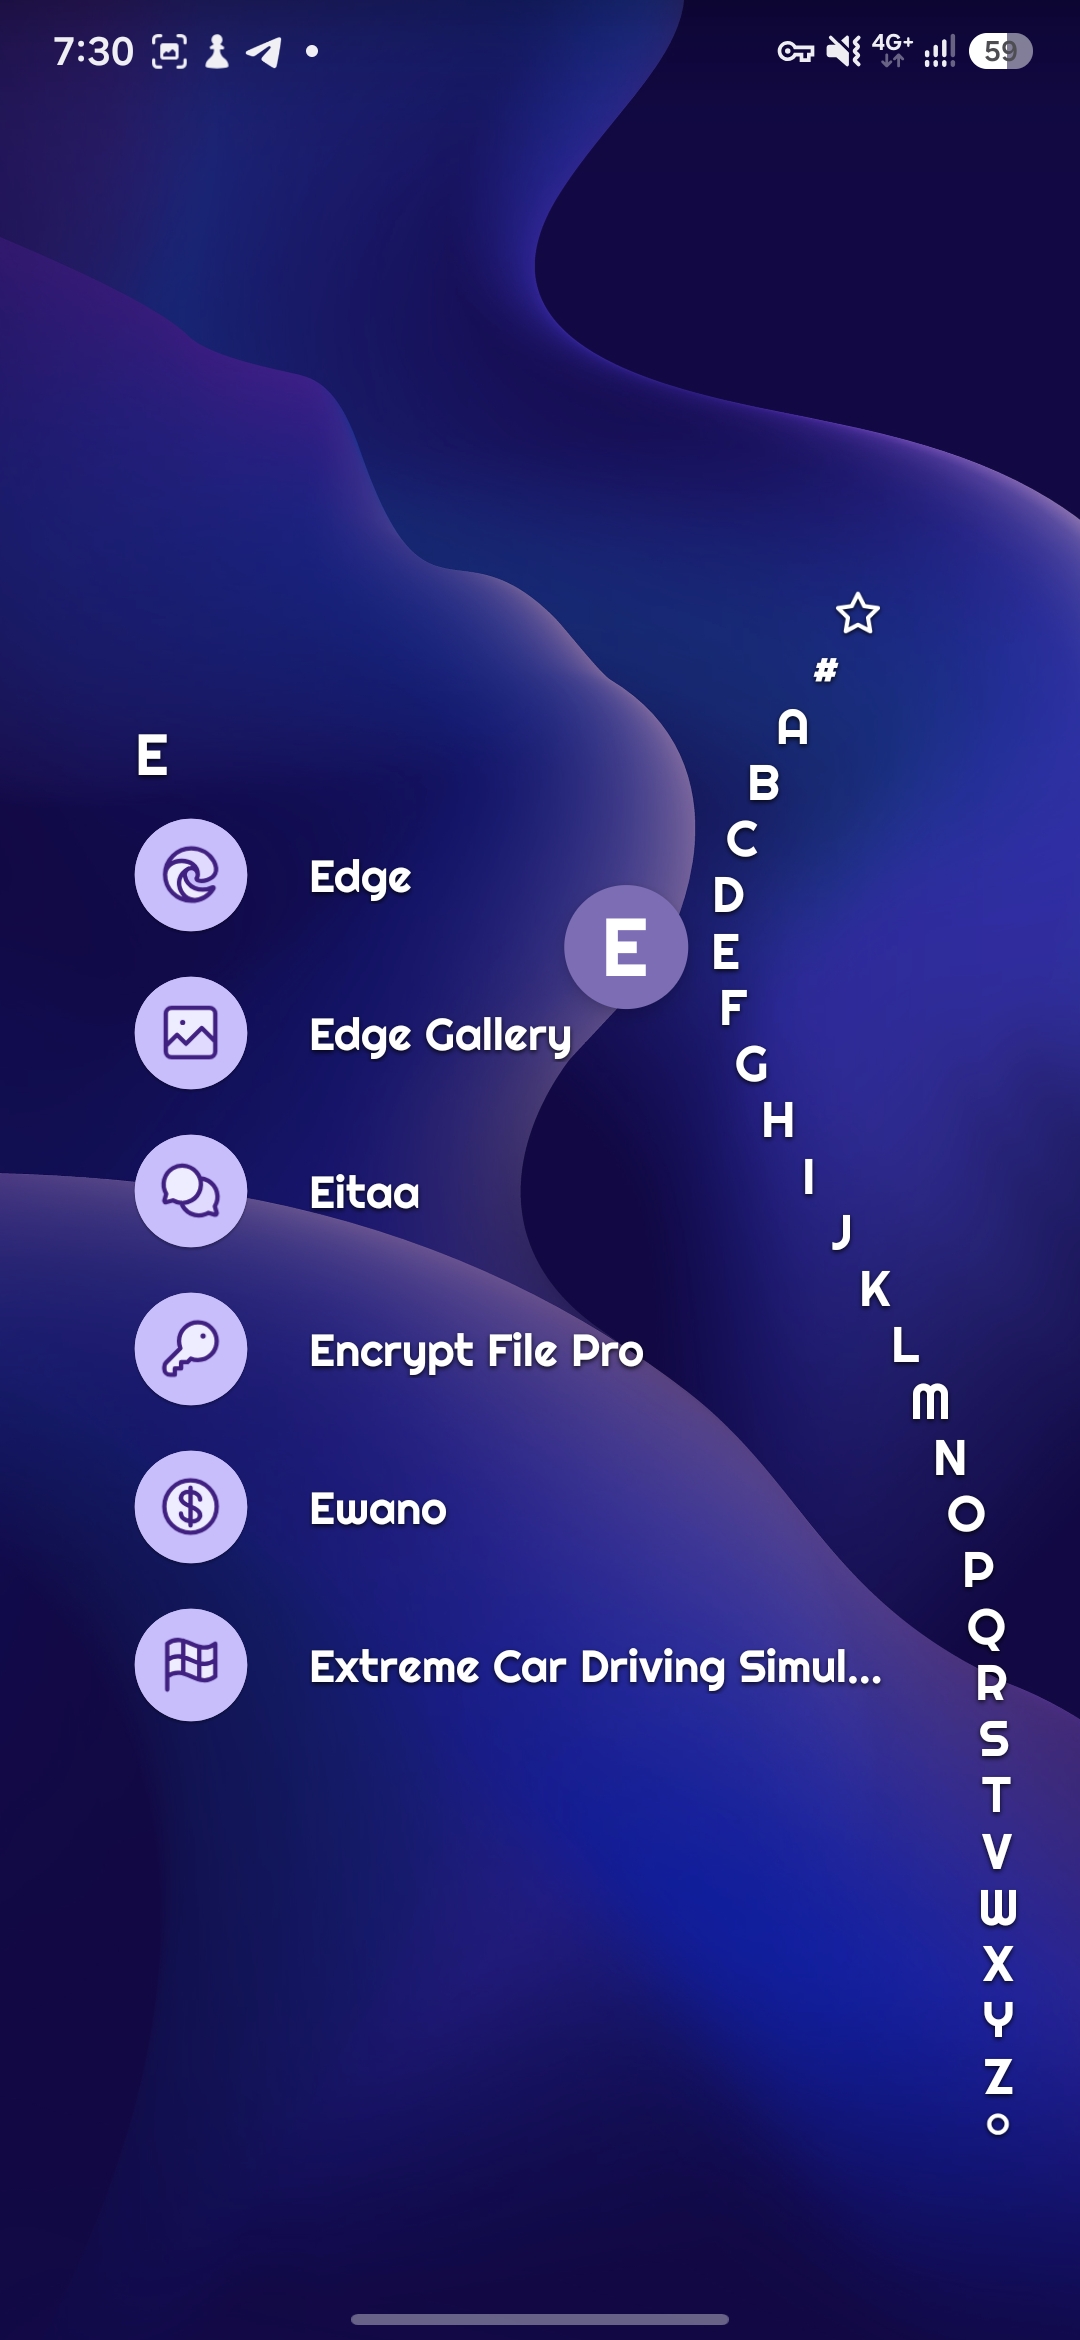 7:30
4G+
59
☆
#
A
E
B
C
Edge
D
E
E
F
Edge Gallery
G
H
I
Eitaa
J
K
Encrypt File Pro
L
M
N
Ewano
O
P
Q
Extreme Car Driving Simul...
R
S
T
V
W
X
Y
Z